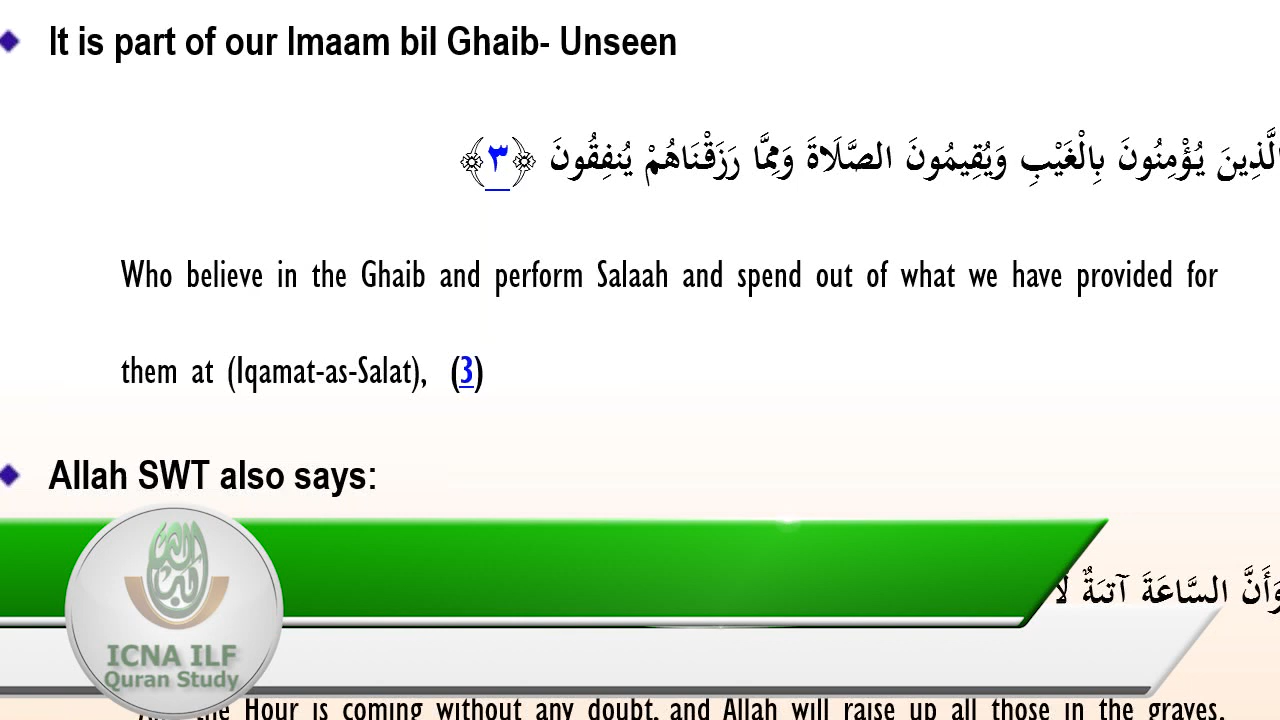 It is part of our Imaam bil Ghaib- Unseen
الَّذِينَ يُؤْمِنُونَ بِالْغَيْبِ وَيُقِيمُونَ الصَّلَاةَ وَمِمَّا رَزَقْنَاهُمْ يُنفِقُونَ ﴿٣﴾
Who believe in the Ghaib and perform Salaah and spend out of what we have provided for
them at (Iqamat-as-Salat), (3)
Allah SWT also says:
وَأَنَّ السَّاعَةَ آتِيَةٌ لَّا
ICNA ILF
Quran Study
the Hour is coming without any doubt, and Allah will raise up all those in the graves.